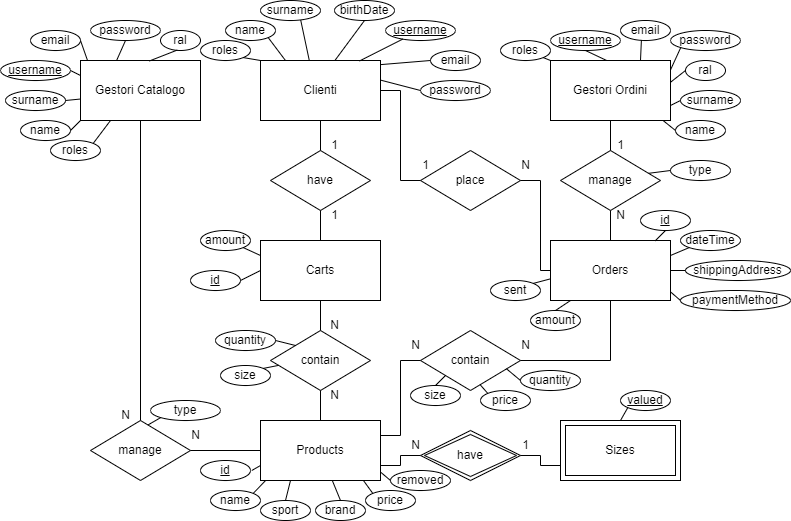 surname
birthDate
name
username
roles
email
password
Clienti
email
password
ral
username
surname
name
roles
Gestori Catalogo
roles
username
email
password
ral
surname
name
Gestori Ordini
1
have
1
1
place
N
1
manage
type
N
amount
id
Carts
id
dateTime
shippingAddress
paymentMethod
sent
amount
Orders
N
quantity
size
contain
N
N
contain
N
size
price
quantity
N
type
manage
N
Products
id
name
sport
brand
price
removed
N
have
1
valued
Sizes